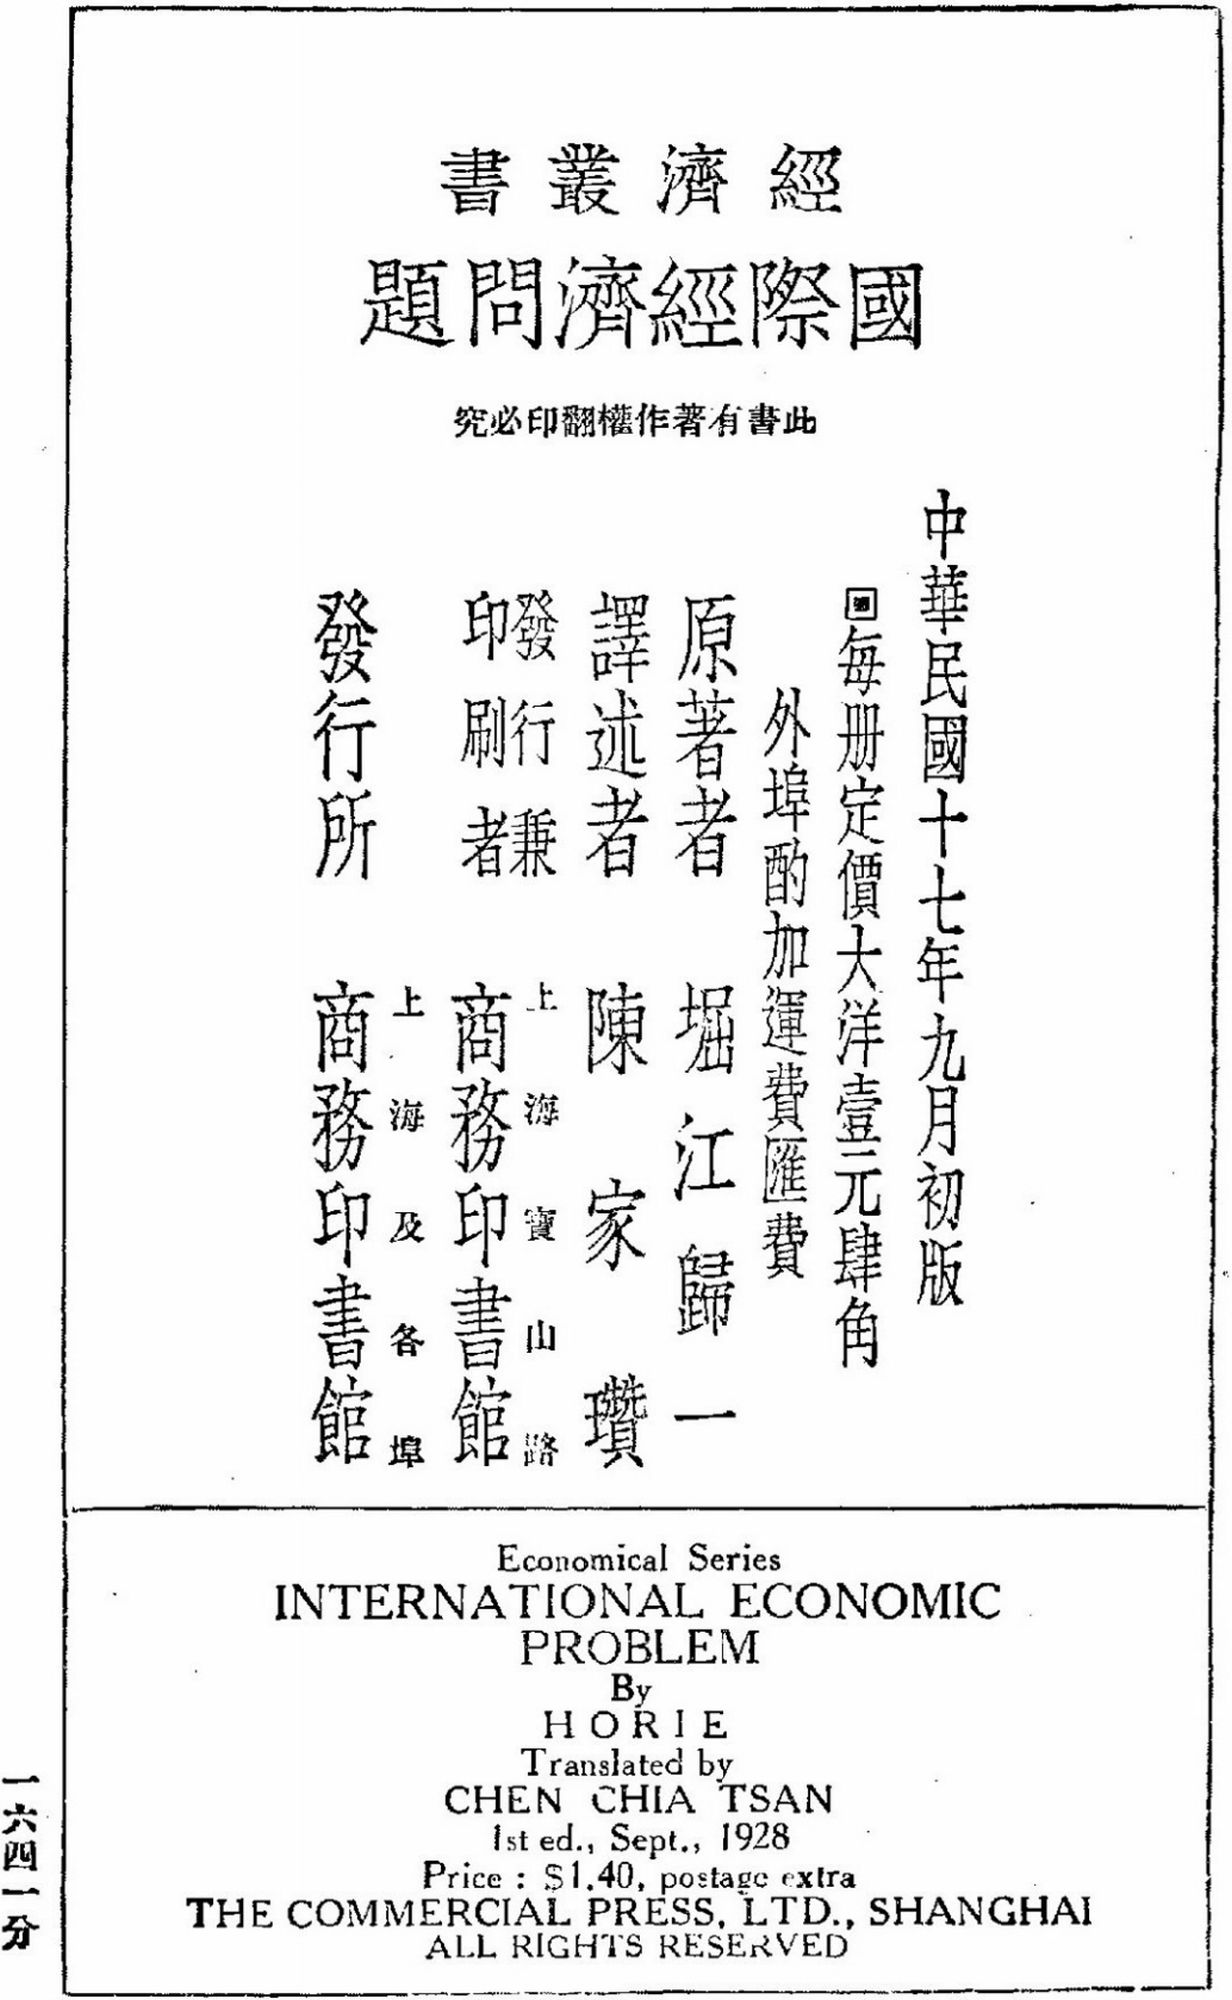 經濟叢書
國際經濟問題
此書有著作權翻印必究
中華民國十七年九月初版
每册定價大洋壹元肆角
外埠酌加運費匯費
原著者 堀江歸一
譯述者 陳家瓚
發行兼印刷者 上海寶山路 商務印書館
發行所 上海及各埠 商務印書館
Economical Series
INTERNATIONAL ECONOMIC
PROBLEM
By
HORIE
Translated by
CHEN CHIA TSAN
1st ed., Sept., 1928
Price : $1.40, postage extra
THE COMMERCIAL PRESS, LTD., SHANGHAI
ALL RIGHTS RESERVED
一六四一分